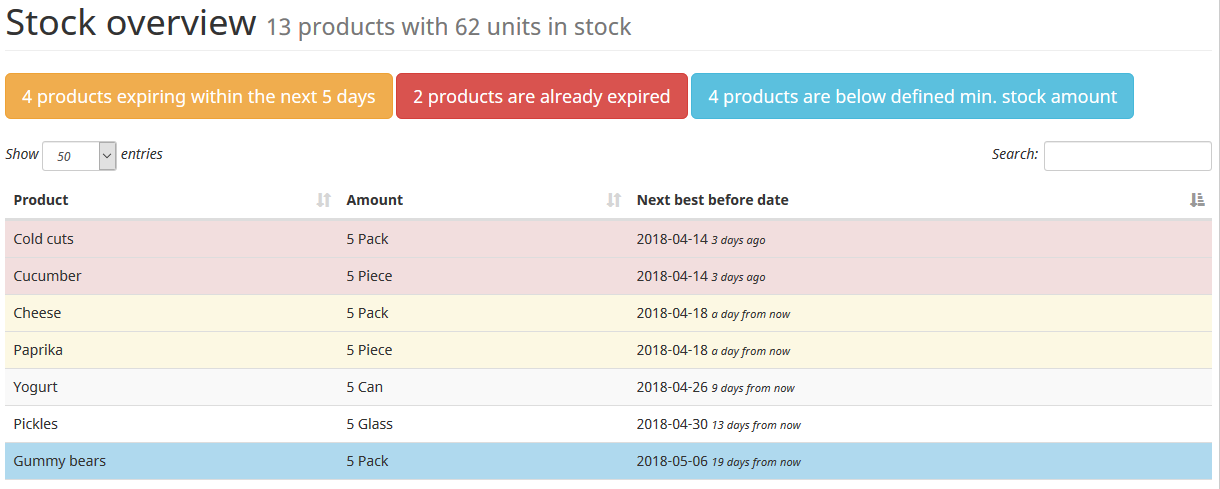 Stock overview 13 products with 62 units in stock
4 products expiring within the next 5 days 2 products are already expired 4 products are below defined min. stock amount
Show 50 entries Search:
Product Amount Next best before date
Cold cuts 5 Pack 2018-04-14 3 days ago
Cucumber 5 Piece 2018-04-14 3 days ago
Cheese 5 Pack 2018-04-18 a day from now
Paprika 5 Piece 2018-04-18 a day from now
Yogurt 5 Can 2018-04-26 9 days from now
Pickles 5 Glass 2018-04-30 13 days from now
Gummy bears 5 Pack 2018-05-06 19 days from now